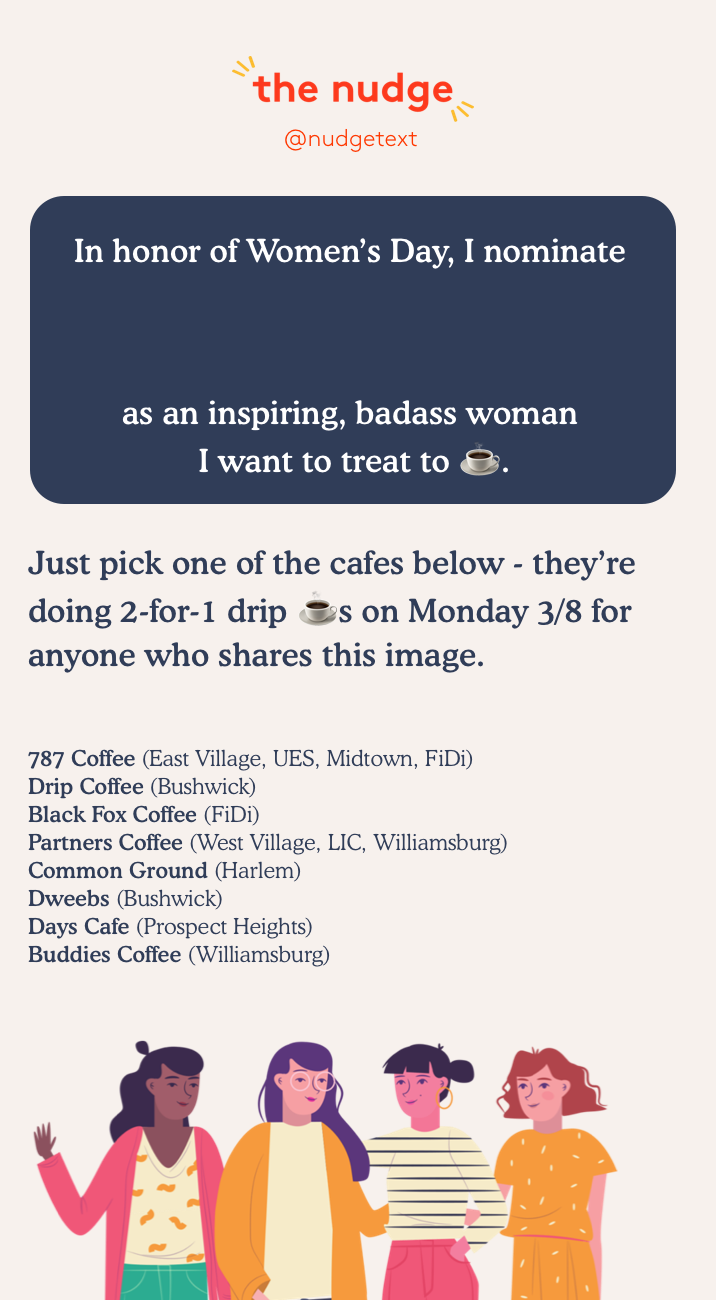 the nudge
@nudgetext
In honor of Women’s Day, I nominate
as an inspiring, badass woman
I want to treat to ☕.
Just pick one of the cafes below - they’re
doing 2-for-1 drip ☕s on Monday 3/8 for
anyone who shares this image.
787 Coffee (East Village, UES, Midtown, FiDi)
Drip Coffee (Bushwick)
Black Fox Coffee (FiDi)
Partners Coffee (West Village, LIC, Williamsburg)
Common Ground (Harlem)
Dweebs (Bushwick)
Days Cafe (Prospect Heights)
Buddies Coffee (Williamsburg)